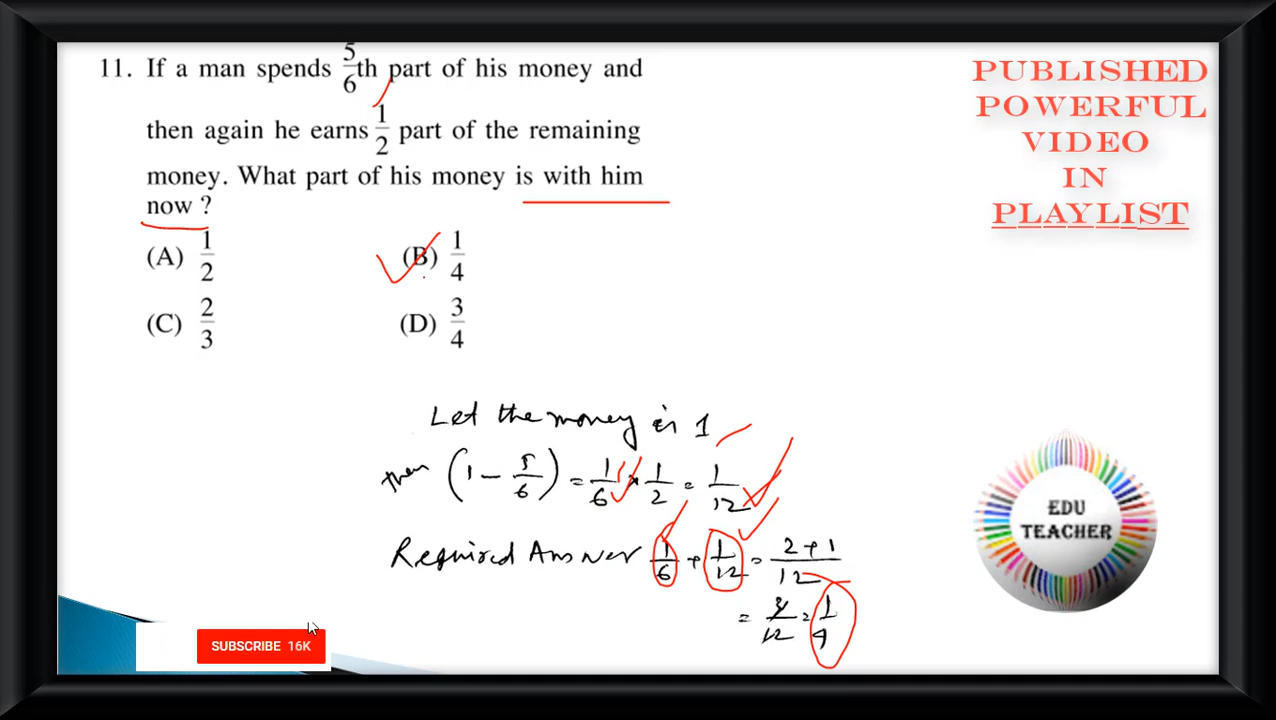 11. If a man spends 5/6th part of his money and
then again he earns 1/2 part of the remaining
money. What part of his money is with him
now ?
(A) 1/2 (B) 1/4
(C) 2/3 (D) 3/4
Let the money is 1
then (1 - 5/6) = 1/6 × 1/2 = 1/12
Required Answer 1/6 + 1/12 = 2+1/12
= 3/12 = 1/4
PUBLISHED
POWERFUL
VIDEO
IN
PLAYLIST
EDU
TEACHER
SUBSCRIBE 16K